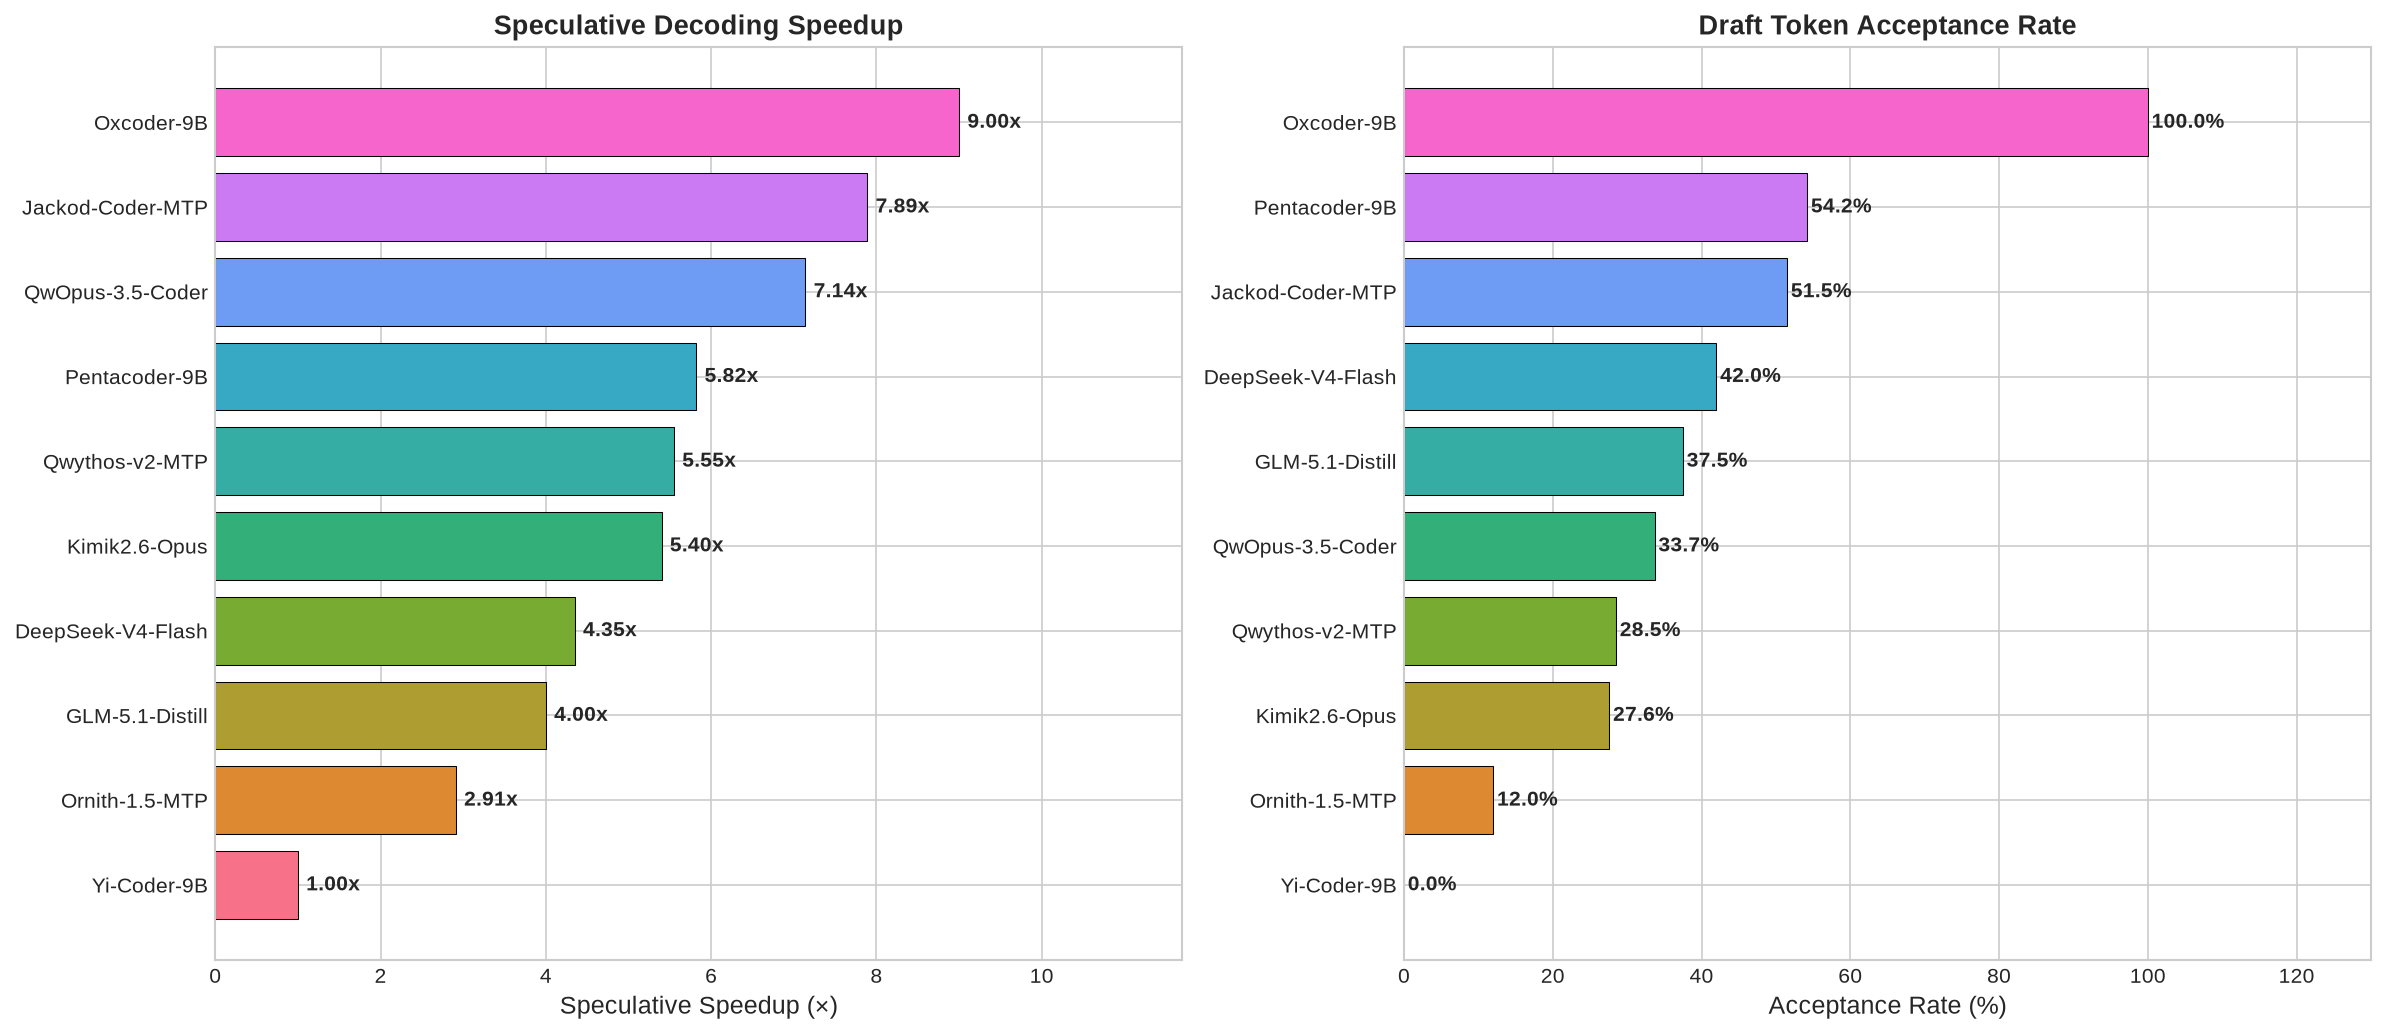 Speculative Decoding Speedup
Oxcoder-9B 9.00x
Jackod-Coder-MTP 7.89x
QwOpus-3.5-Coder 7.14x
Pentacoder-9B 5.82x
Qwythos-v2-MTP 5.55x
Kimik2.6-Opus 5.40x
DeepSeek-V4-Flash 4.35x
GLM-5.1-Distill 4.00x
Ornith-1.5-MTP 2.91x
Yi-Coder-9B 1.00x
0 2 4 6 8 10
Speculative Speedup (×)
Draft Token Acceptance Rate
Oxcoder-9B 100.0%
Pentacoder-9B 54.2%
Jackod-Coder-MTP 51.5%
DeepSeek-V4-Flash 42.0%
GLM-5.1-Distill 37.5%
QwOpus-3.5-Coder 33.7%
Qwythos-v2-MTP 28.5%
Kimik2.6-Opus 27.6%
Ornith-1.5-MTP 12.0%
Yi-Coder-9B 0.0%
0 20 40 60 80 100 120
Acceptance Rate (%)